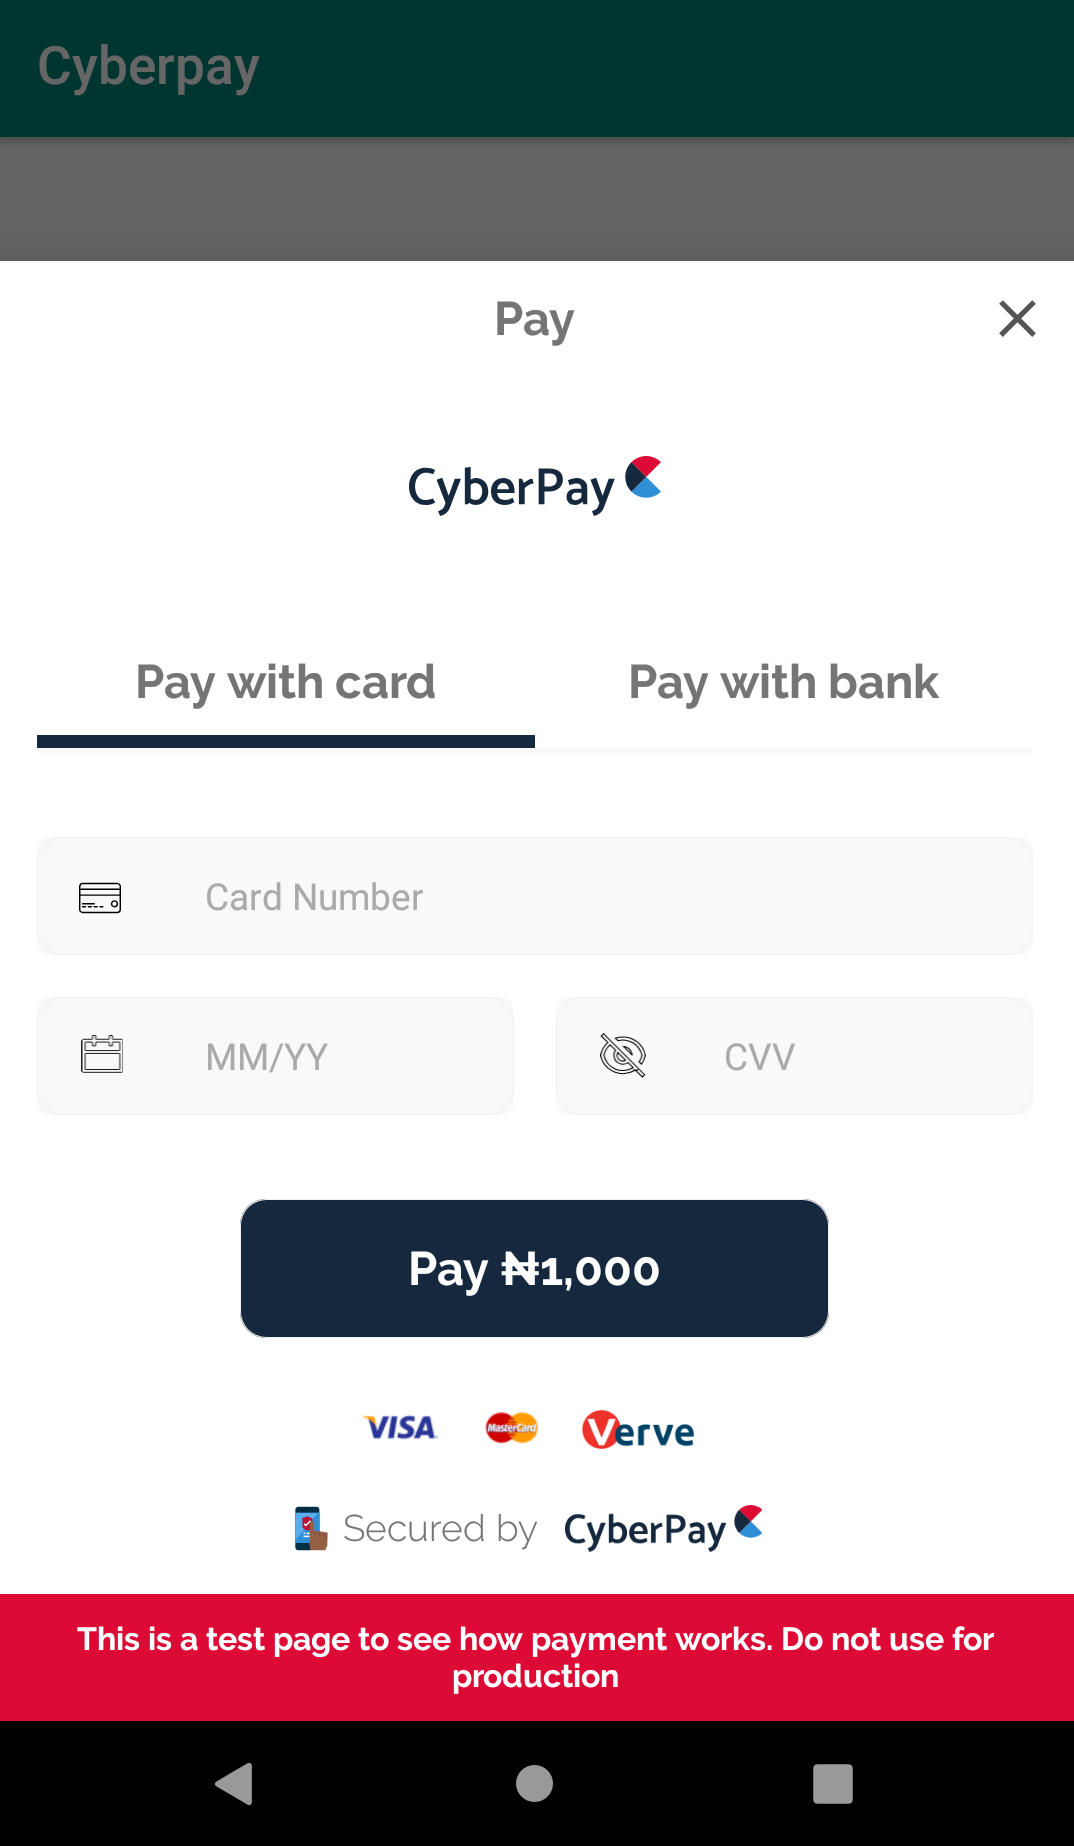 Cyberpay
Pay
CyberPay
Pay with card
Pay with bank
Card Number
MM/YY
CVV
Pay ₦1,000
VISA
MasterCard
Verve
Secured by CyberPay
This is a test page to see how payment works. Do not use for
production